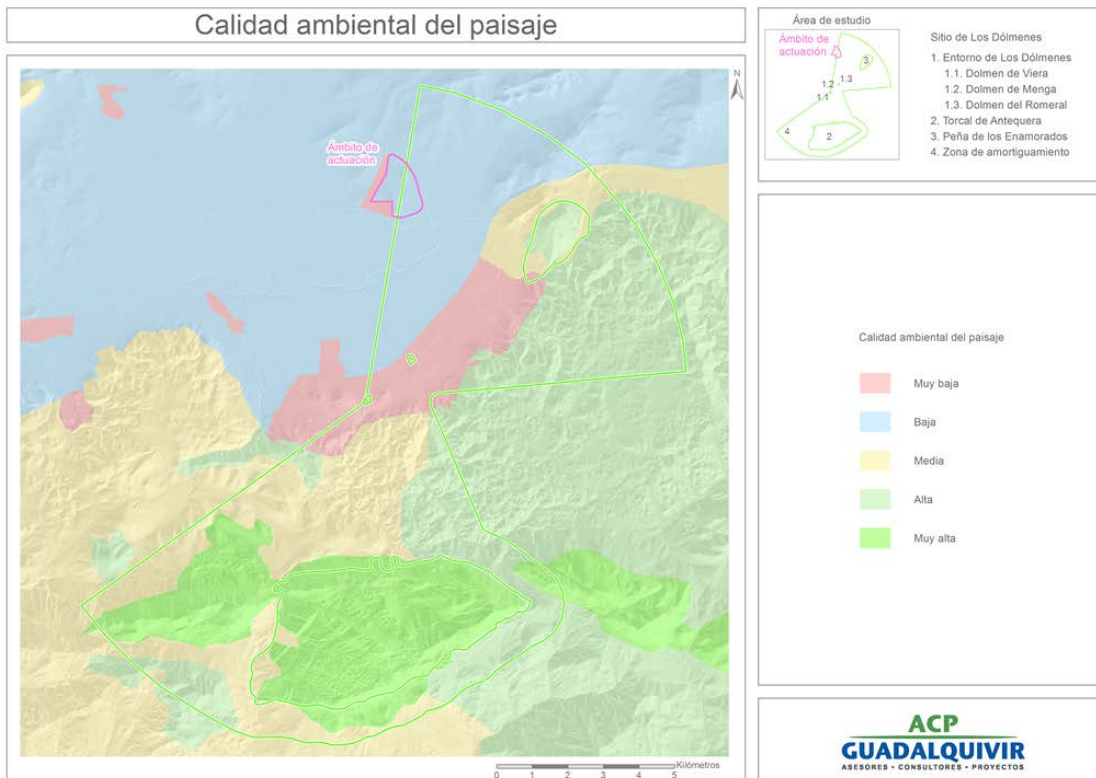 Calidad ambiental del paisaje
N
Ámbito de
actuación
Kilómetros
0 1 2 3 4 5
Área de estudio
Ámbito de
actuación
3
1.3
1.2
1.1
4
2
Sitio de Los Dólmenes
1. Entorno de Los Dólmenes
1.1. Dolmen de Viera
1.2. Dolmen de Menga
1.3. Dolmen del Romeral
2. Torcal de Antequera
3. Peña de los Enamorados
4. Zona de amortiguamiento
Calidad ambiental del paisaje
Muy baja
Baja
Media
Alta
Muy alta
ACP
GUADALQUIVIR
ASESORES • CONSULTORES • PROYECTOS